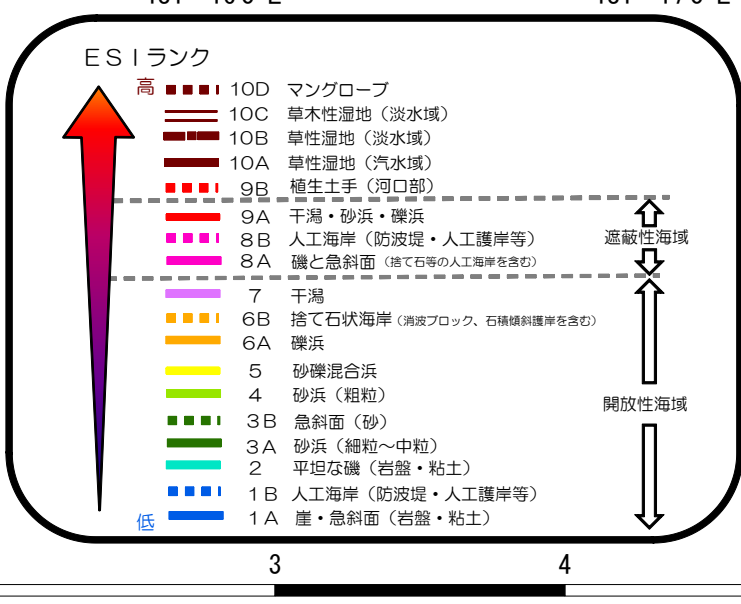 ESIランク
高
10D マングローブ
10C 草木性湿地（淡水域）
10B 草性湿地（淡水域）
10A 草性湿地（汽水域）
9B 植生土手（河口部）
9A 干潟・砂浜・礫浜
8B 人工海岸（防波堤・人工護岸等）
遮蔽性海域
8A 磯と急斜面（捨て石等の人工海岸を含む）
7 干潟
6B 捨て石状海岸（消波ブロック、石積傾斜護岸を含む）
6A 礫浜
5 砂礫混合浜
4 砂浜（粗粒）
開放性海域
3B 急斜面（砂）
3A 砂浜（細粒～中粒）
2 平坦な磯（岩盤・粘土）
1B 人工海岸（防波堤・人工護岸等）
低
1A 崖・急斜面（岩盤・粘土）
3 4